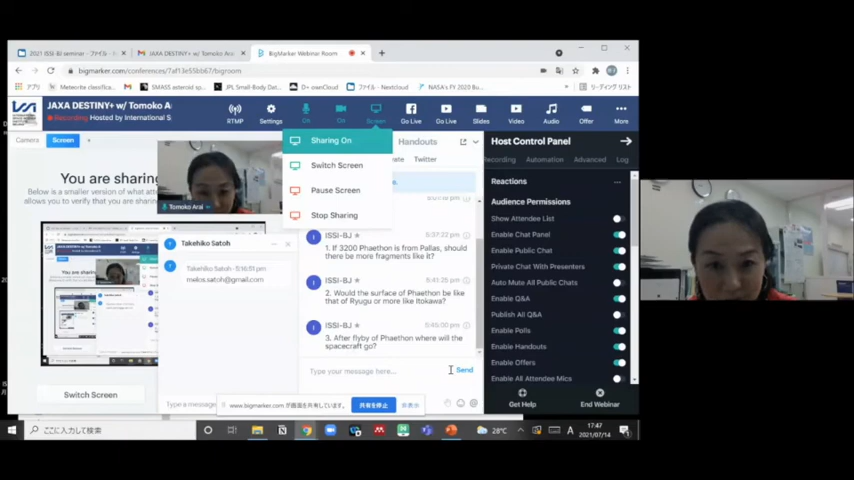 2021 ISSI-BJ seminar - ファイル - N
JAXA DESTINY+ w/ Tomoko Arai
BigMarker Webinar Room
bigmarker.com/conferences/7af13e55bb67/bigroom
アプリ
Meteorite classificat
SMASS asteroid sp
JPL Small-Body Dat
D+ ownCloud
ファイル - Nextcloud
NASA's FY 2020 Bu
リーディング リスト
JAXA DESTINY+ w/ Tomoko Ar
Recording Hosted by International S
RTMP
Settings
On
On
Screen
Go Live
Go Live
Slides
Video
Audio
Offer
More
Camera
Screen
Sharing On
Switch Screen
Pause Screen
Stop Sharing
Handouts
Twitter
You are sharing
Below is a smaller version of what att
allows you to verify that you are sharing
Tomoko Arai
Takehiko Satoh
Takehiko Satoh - 5:16:51 pm
melos.satoh@gmail.com
ISSI-BJ
5:37:22 pm
1. If 3200 Phaethon is from Pallas, should
there be more fragments like it?
ISSI-BJ
5:41:25 pm
2. Would the surface of Phaethon be like
that of Ryugu or more like Itokawa?
ISSI-BJ
5:45:00 pm
3. After flyby of Phaethon where will the
spacecraft go?
Type your message here...
Send
Switch Screen
Type a message
www.bigmarker.com が画面を共有しています。
共有を停止
非表示
Host Control Panel
Recording
Automation
Advanced
Log
Reactions
Audience Permissions
Show Attendee List
Enable Chat Panel
Enable Public Chat
Private Chat With Presenters
Auto Mute All Public Chats
Enable Q&A
Publish All Q&A
Enable Polls
Enable Handouts
Enable Offers
Enable All Attendee Mics
Get Help
End Webinar
ここに入力して検索
28°C
A
17:47
2021/07/14